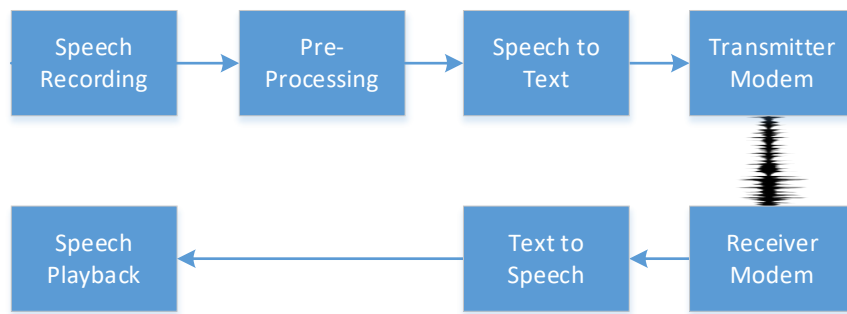 Speech
Recording
Pre-
Processing
Speech to
Text
Transmitter
Modem
Speech
Playback
Text to
Speech
Receiver
Modem